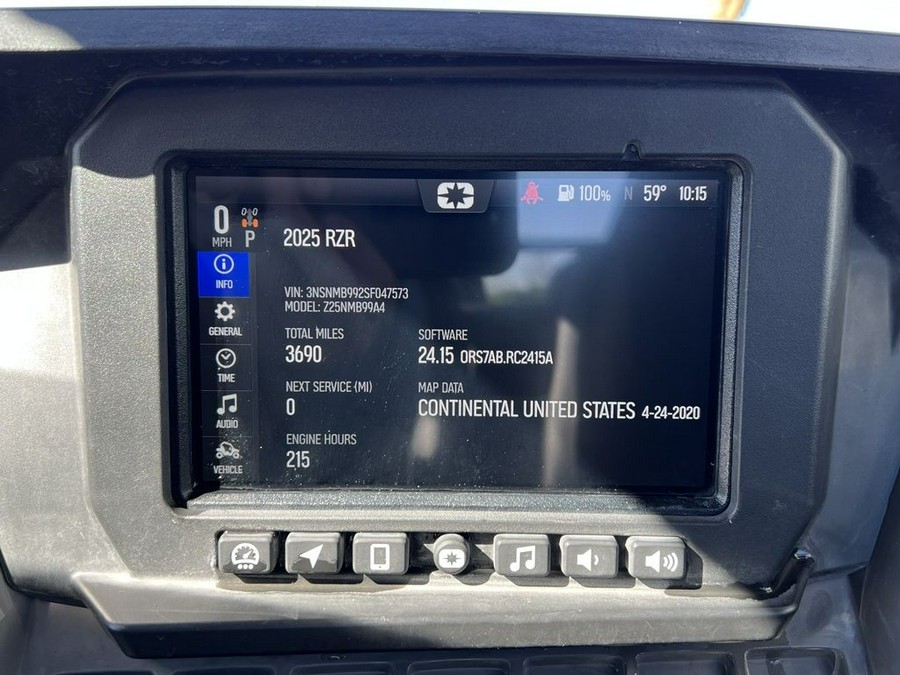 100% N 59° 10:15
0 0 0
MPH P
2025 RZR
INFO
VIN: 3NSNMB992SF047573
MODEL: Z25NMB99A4
GENERAL
TOTAL MILES SOFTWARE
3690 24.15 ORS7AB.RC2415A
TIME
NEXT SERVICE (MI) MAP DATA
0 CONTINENTAL UNITED STATES 4-24-2020
AUDIO
ENGINE HOURS
215
VEHICLE